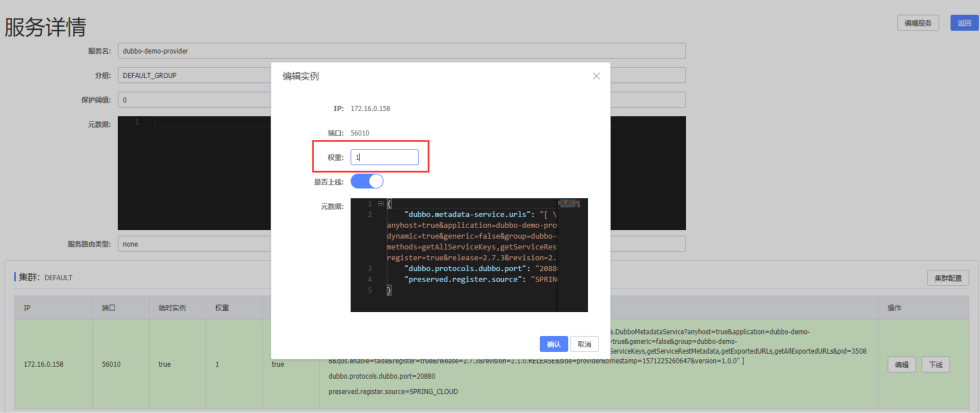 服务详情
编辑服务
返回
服务名: dubbo-demo-provider
分组: DEFAULT_GROUP
保护阈值: 0
元数据:
1
服务路由类型: none
编辑实例
IP: 172.16.0.158
端口: 56010
权重: 1
是否上线:
元数据:
1 {
2 "dubbo.metadata-service.urls": "[ \
anyhost=true&application=dubbo-demo-pro
dynamic=true&generic=false&group=dubbo-
methods=getAllServiceKeys,getServiceRes
register=true&release=2.7.3&revision=2.
3 "dubbo.protocols.dubbo.port": "2088
4 "preserved.register.source": "SPRIN
5 }
确认
取消
集群: DEFAULT
集群配置
IP 端口 临时实例 权重 操作
172.16.0.158 56010 true 1 true
s.DubboMetadataService?anyhost=true&application=dubbo-demo-
=true&generic=false&group=dubbo-demo-
ServiceKeys,getServiceRestMetadata,getExportedURLs,getAllExportedURLs&pid=3508
8&qos.enable=false&register=true&release=2.7.3&revision=2.1.0.RELEASE&side=provider&timestamp=1571225260647&version=1.0.0" ]
dubbo.protocols.dubbo.port=20880
preserved.register.source=SPRING_CLOUD
编辑 下线